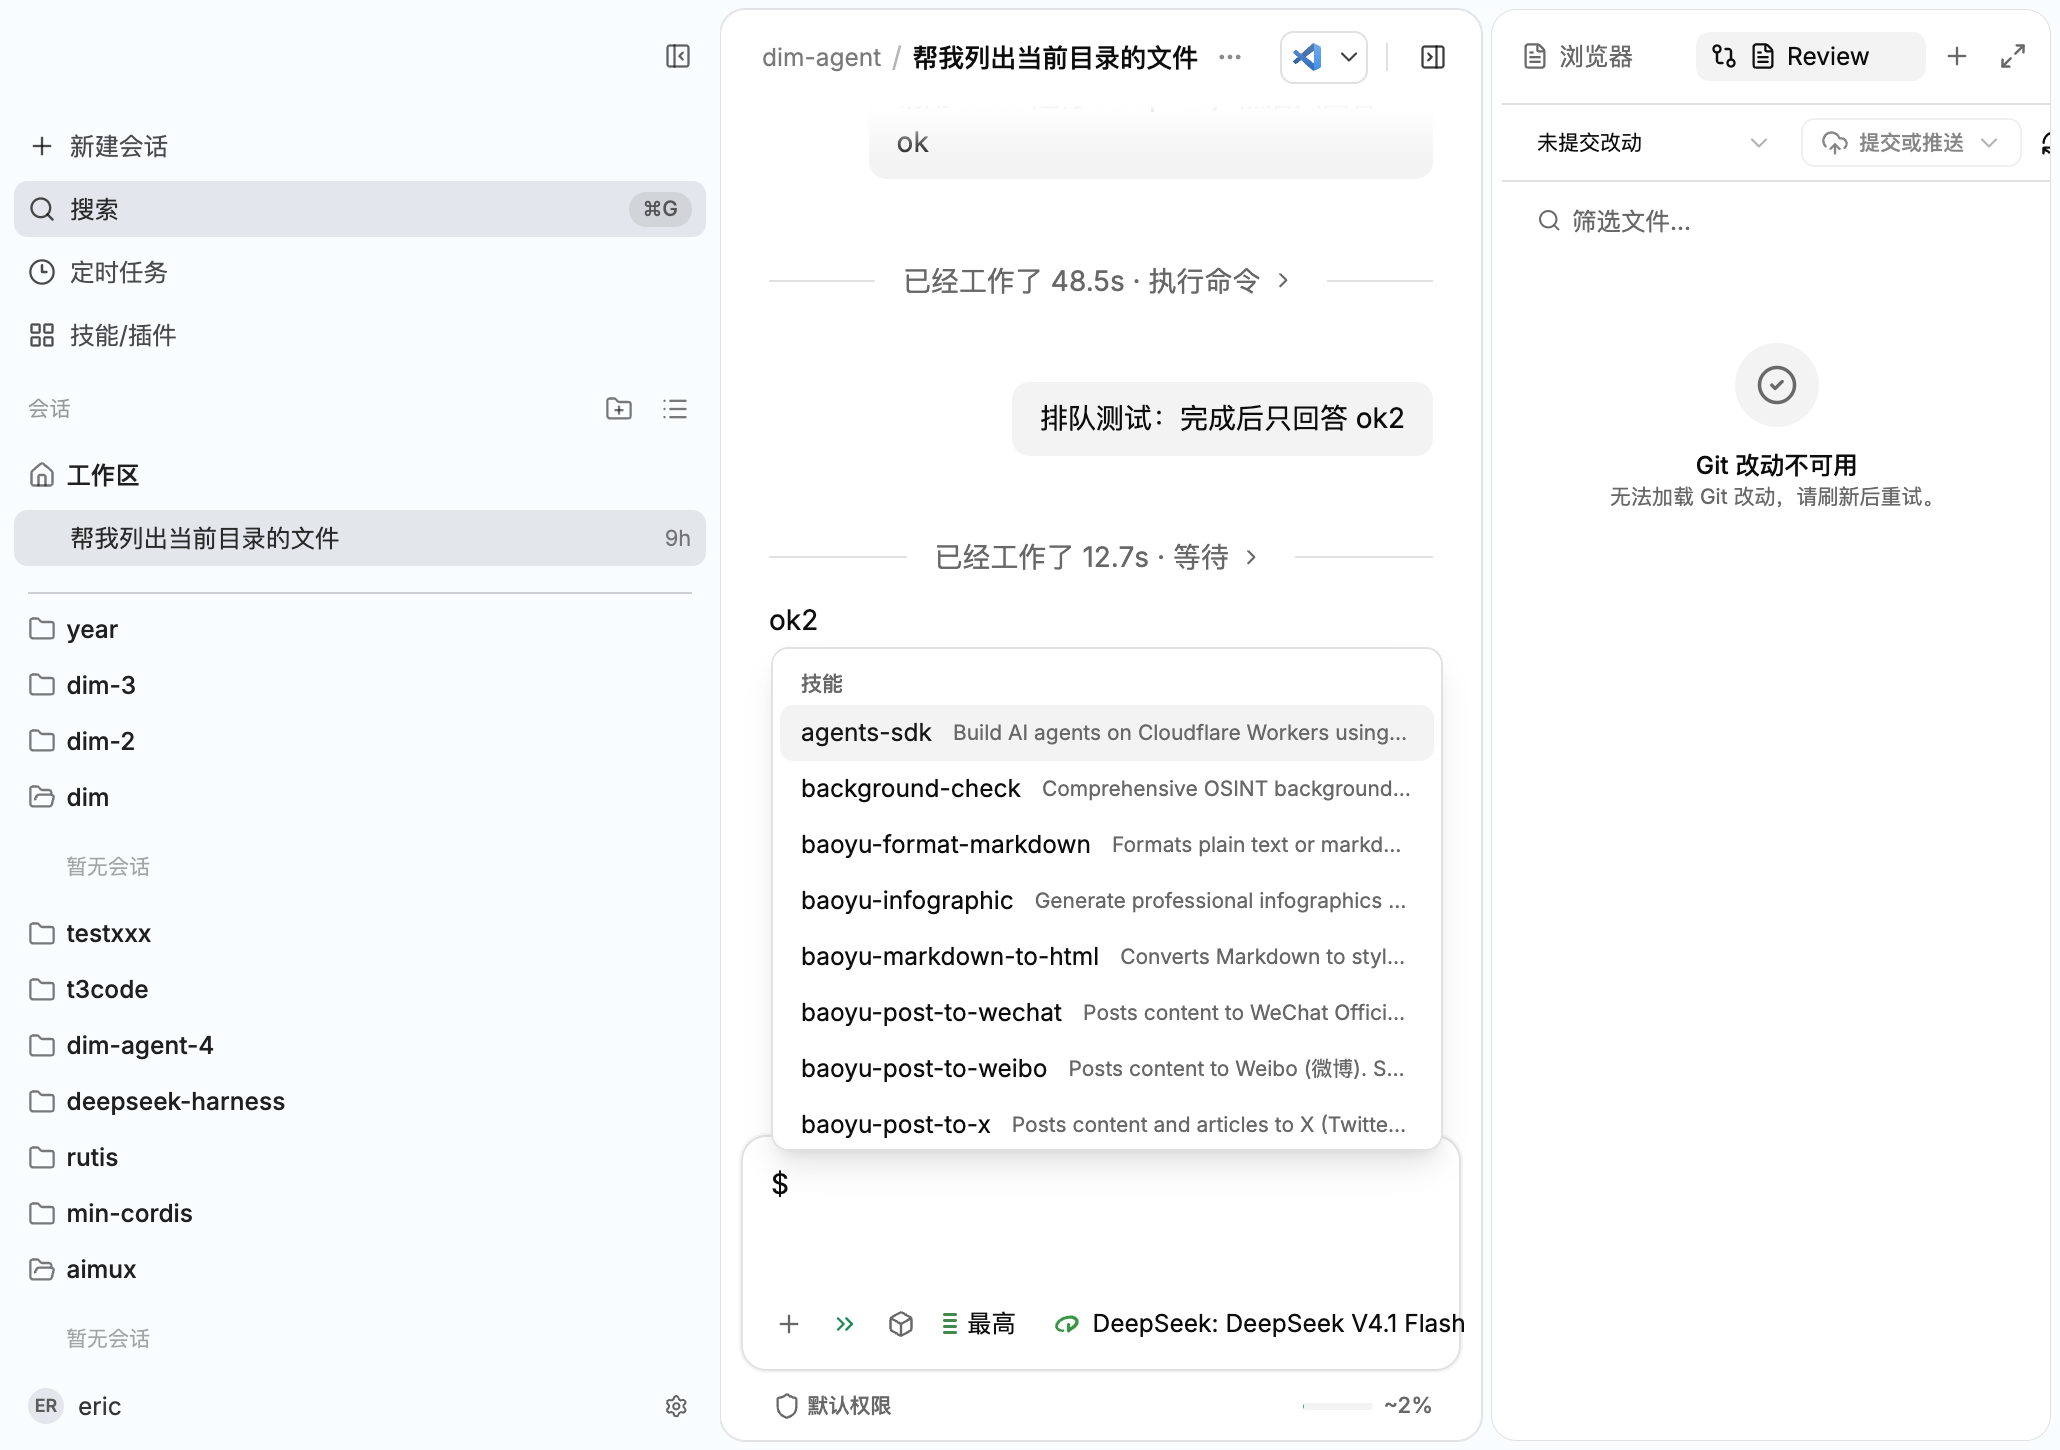 新建会话
搜索 ⌘G
定时任务
技能/插件
会话
工作区
帮我列出当前目录的文件 9h
year
dim-3
dim-2
dim
暂无会话
testxxx
t3code
dim-agent-4
deepseek-harness
rutis
min-cordis
aimux
暂无会话
ER eric
dim-agent / 帮我列出当前目录的文件 ···
ok
已经工作了 48.5s · 执行命令
排队测试：完成后只回答 ok2
已经工作了 12.7s · 等待
ok2
技能
agents-sdk Build AI agents on Cloudflare Workers using...
background-check Comprehensive OSINT background...
baoyu-format-markdown Formats plain text or markd...
baoyu-infographic Generate professional infographics ...
baoyu-markdown-to-html Converts Markdown to styl...
baoyu-post-to-wechat Posts content to WeChat Offici...
baoyu-post-to-weibo Posts content to Weibo (微博). S...
baoyu-post-to-x Posts content and articles to X (Twitte...
$
最高 DeepSeek: DeepSeek V4.1 Flash
默认权限 ~2%
浏览器 Review
未提交改动 提交或推送
筛选文件...
Git 改动不可用
无法加载 Git 改动，请刷新后重试。